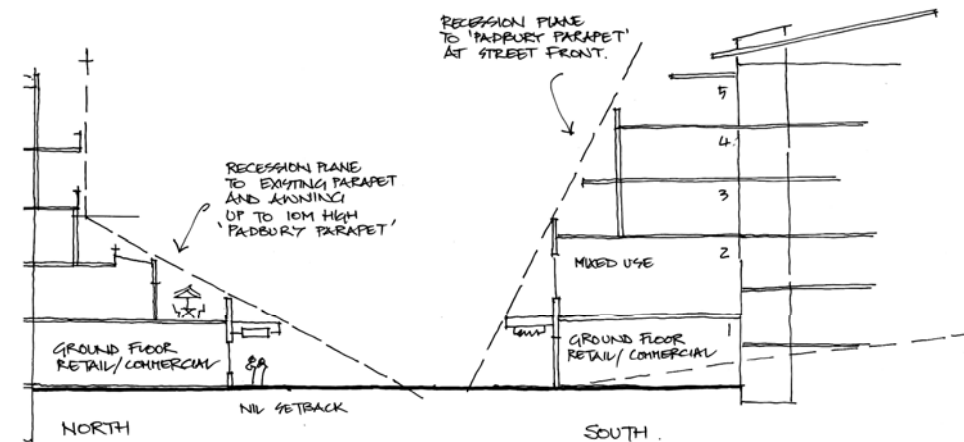 RECESSION PLANE
TO 'PADBURY PARAPET'
AT STREET FRONT.
RECESSION PLANE
TO EXISTING PARAPET
AND AWNING
UP TO 10M HIGH
'PADBURY PARAPET'
5
4
3
2
1
MIXED USE
GROUND FLOOR
RETAIL/COMMERCIAL
GROUND FLOOR
RETAIL/COMMERCIAL
NIL SETBACK
NORTH
SOUTH.